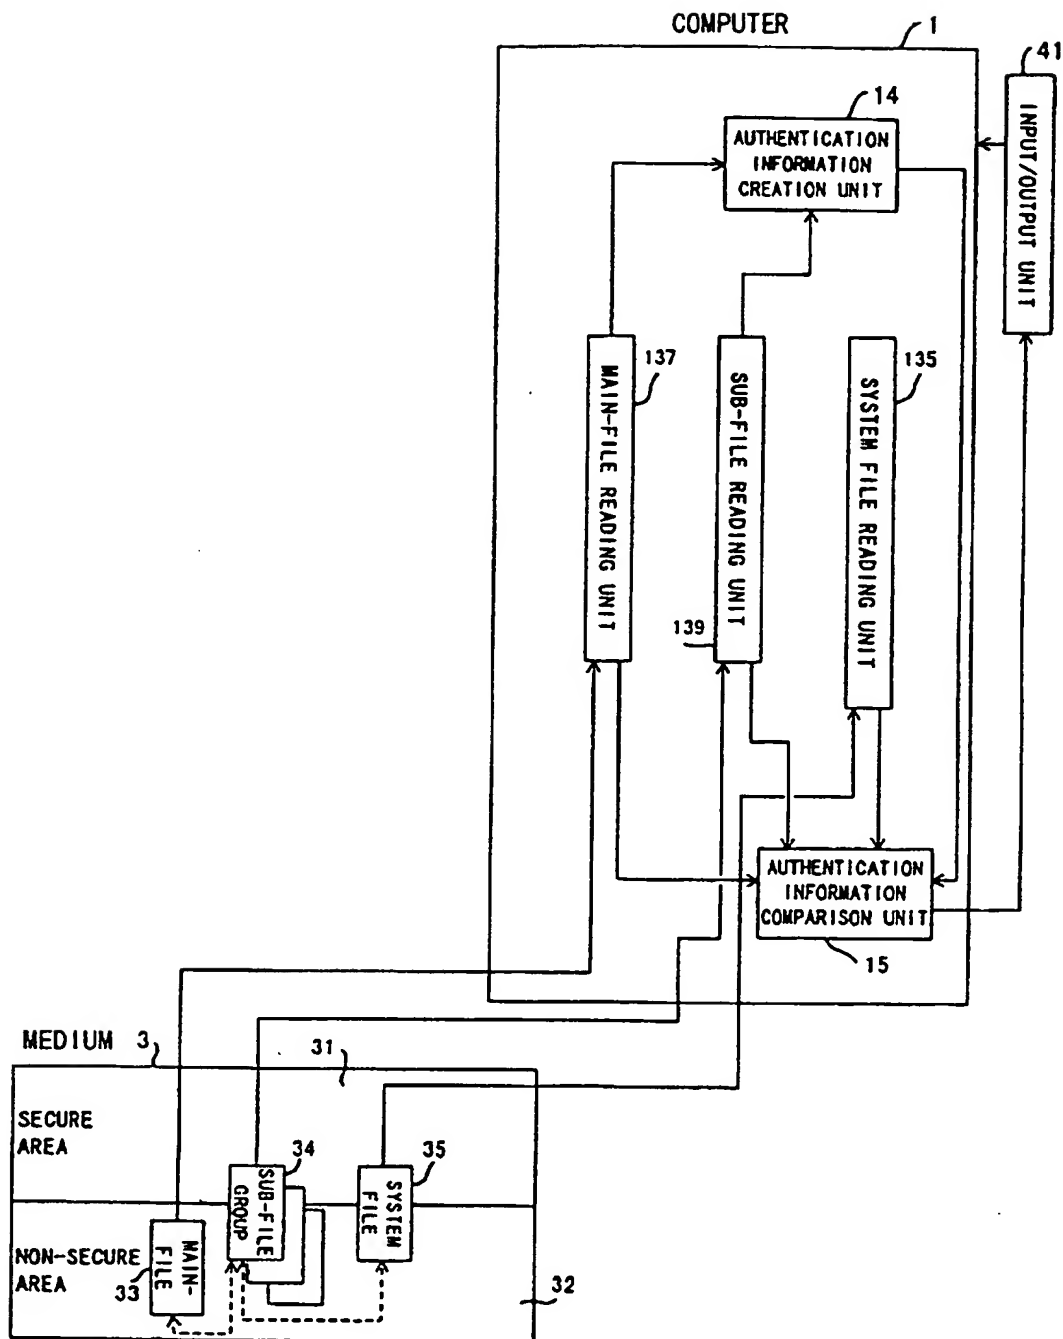 COMPUTER
1
41
INPUT/OUTPUT UNIT
14
AUTHENTICATION
INFORMATION
CREATION UNIT
137
MAIN-FILE READING UNIT
SUB-FILE READING UNIT
139
135
SYSTEM FILE READING UNIT
AUTHENTICATION
INFORMATION
COMPARISON UNIT
15
MEDIUM 3
31
SECURE
AREA
34
SUB-FILE
GROUP
35
SYSTEM
FILE
NON-SECURE
AREA
MAIN-
FILE
33
32